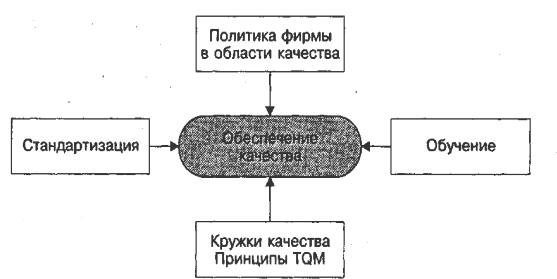 Политика фирмы
в области качества
Стандартизация
Обеспечение
качества
Обучение
Кружки качества
Принципы TQM